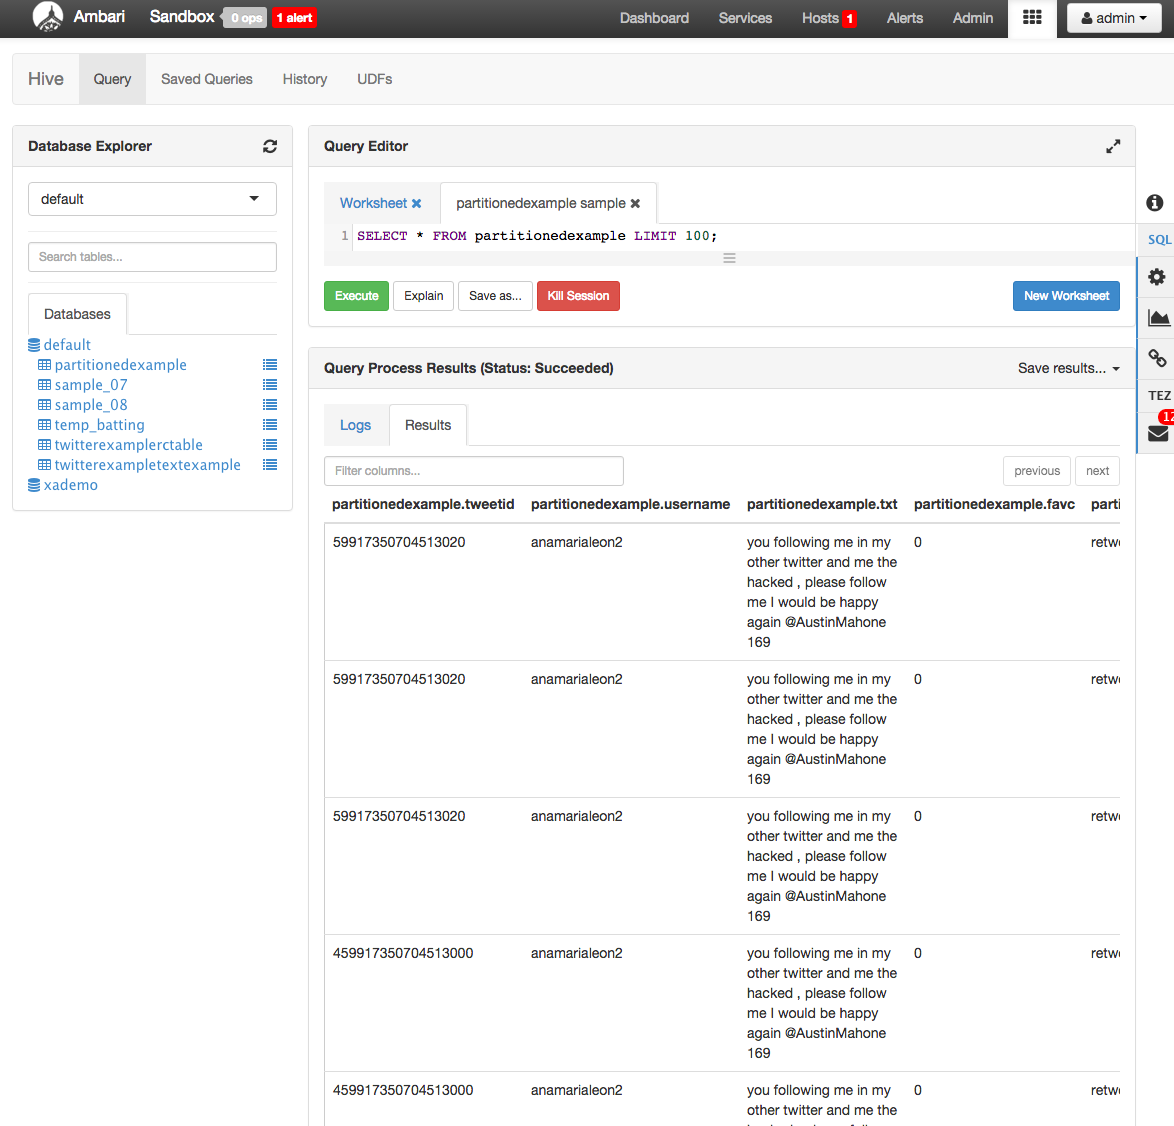 Ambari Sandbox 0 ops 1 alert Dashboard Services Hosts 1 Alerts Admin admin
Hive Query Saved Queries History UDFs
Database Explorer
default
Search tables...
Databases
default
partitionedexample
sample_07
sample_08
temp_batting
twitterexamplerctable
twitterexampletextexample
xademo
Query Editor
Worksheet partitionedexample sample
1 SELECT * FROM partitionedexample LIMIT 100;
Execute Explain Save as... Kill Session New Worksheet
SQL
TEZ
12
Query Process Results (Status: Succeeded) Save results...
Logs Results
Filter columns... previous next
partitionedexample.tweetid partitionedexample.username partitionedexample.txt partitionedexample.favc parti
59917350704513020 anamarialeon2 you following me in my 0 retwe
other twitter and me the
hacked , please follow
me I would be happy
again @AustinMahone
169
59917350704513020 anamarialeon2 you following me in my 0 retwe
other twitter and me the
hacked , please follow
me I would be happy
again @AustinMahone
169
59917350704513020 anamarialeon2 you following me in my 0 retwe
other twitter and me the
hacked , please follow
me I would be happy
again @AustinMahone
169
459917350704513000 anamarialeon2 you following me in my 0 retwe
other twitter and me the
hacked , please follow
me I would be happy
again @AustinMahone
169
459917350704513000 anamarialeon2 you following me in my 0 retwe
other twitter and me the